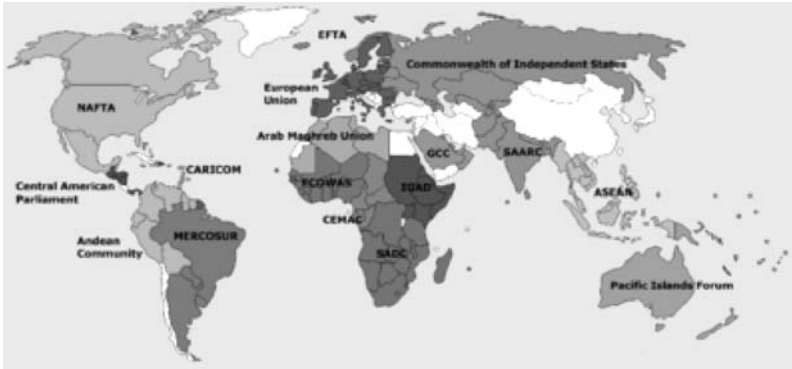 EFTA
Commonwealth of Independent States
European
Union
NAFTA
Arab Maghreb Union
GCC
SAARC
CARICOM
Central American
Parliament
ECOWAS
IGAD
ASEAN
CEMAC
MERCOSUR
Andean
Community
SADC
Pacific Islands Forum